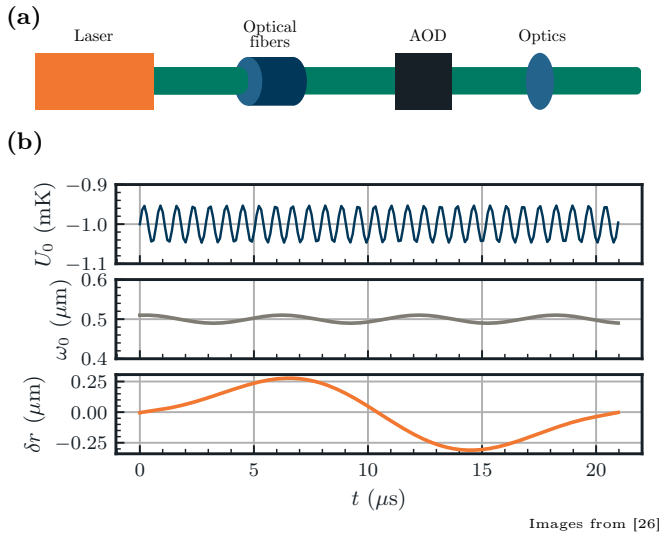 (a)
Laser
Optical
fibers
AOD
Optics
(b)
U₀ (mK)
−0.9
−1.0
−1.1
ω₀ (μm)
0.6
0.5
0.4
δr (μm)
0.25
0.00
−0.25
0 5 10 15 20
t (μs)
Images from [26]